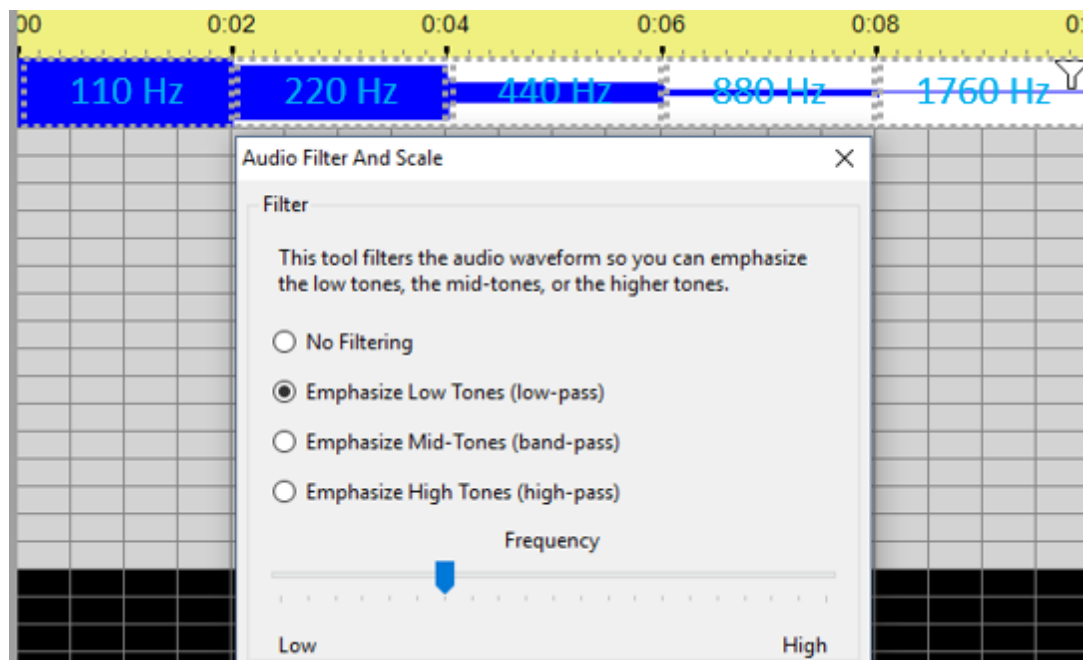 00 0:02 0:04 0:06 0:08 0:
110 Hz 220 Hz 440 Hz 880 Hz 1760 Hz
Audio Filter And Scale
Filter
This tool filters the audio waveform so you can emphasize
the low tones, the mid-tones, or the higher tones.
No Filtering
Emphasize Low Tones (low-pass)
Emphasize Mid-Tones (band-pass)
Emphasize High Tones (high-pass)
Frequency
Low High